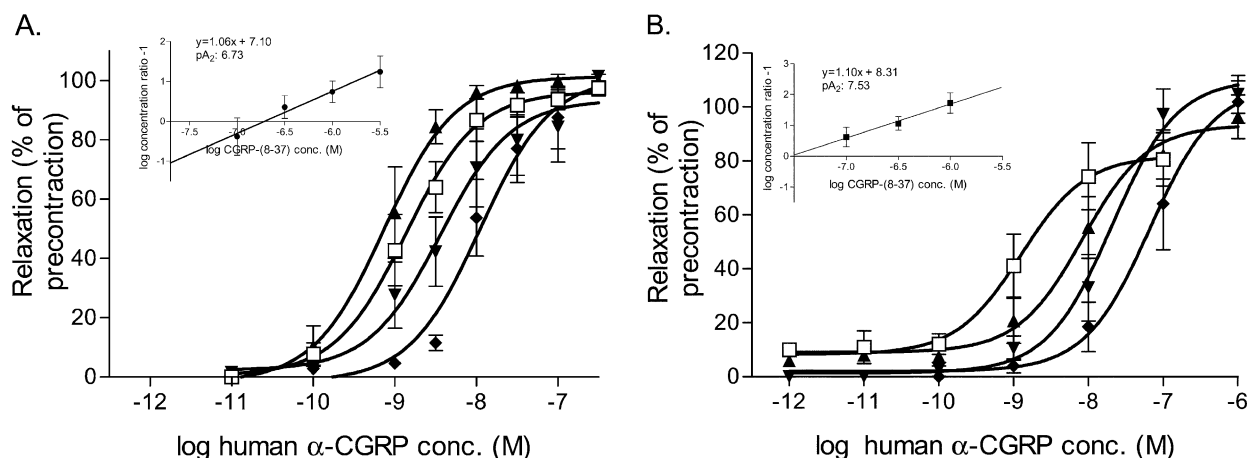 A.
B.
y=1.06x + 7.10
pA2: 6.73
log concentration ratio -1
2
1
0
-1
-7.5
-7.0
-6.5
-6.0
-5.5
log CGRP-(8-37) conc. (M)
Relaxation (% of
precontraction
100
80
60
40
20
0
-12
-11
-10
-9
-8
-7
log human α-CGRP conc. (M)
y=1.10x + 8.31
pA2: 7.53
log concentration ratio -1
3
2
1
-1
-7.0
-6.5
-6.0
-5.5
log CGRP-(8-37) conc. (M)
Relaxation (% of
precontraction
120
100
80
60
40
20
0
-12
-11
-10
-9
-8
-7
-6
log human α-CGRP conc. (M)